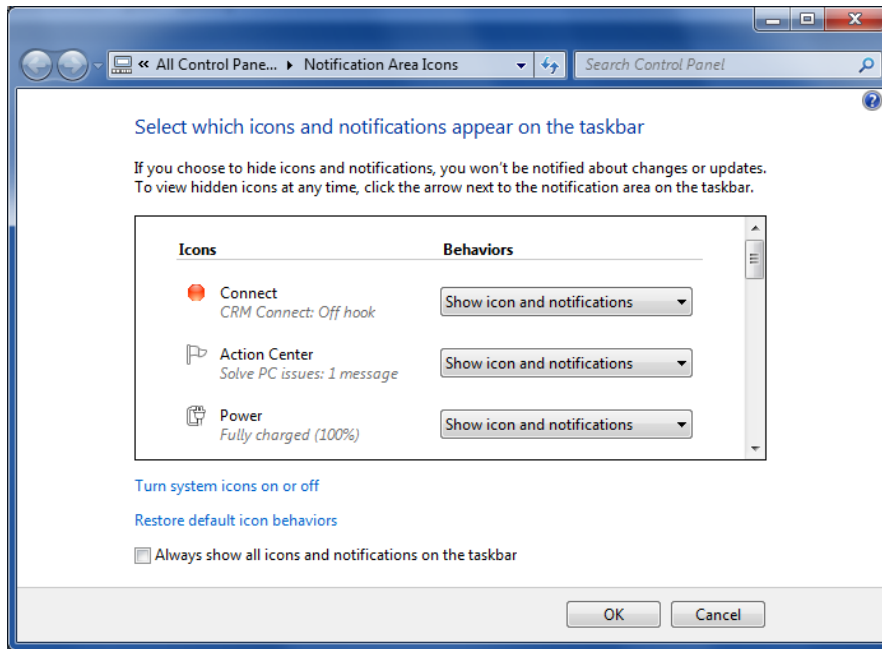 « All Control Pane... ▸ Notification Area Icons
Search Control Panel
Select which icons and notifications appear on the taskbar
If you choose to hide icons and notifications, you won't be notified about changes or updates.
To view hidden icons at any time, click the arrow next to the notification area on the taskbar.
Icons Behaviors
Connect
CRM Connect: Off hook
Show icon and notifications
Action Center
Solve PC issues: 1 message
Show icon and notifications
Power
Fully charged (100%)
Show icon and notifications
Turn system icons on or off
Restore default icon behaviors
Always show all icons and notifications on the taskbar
OK Cancel